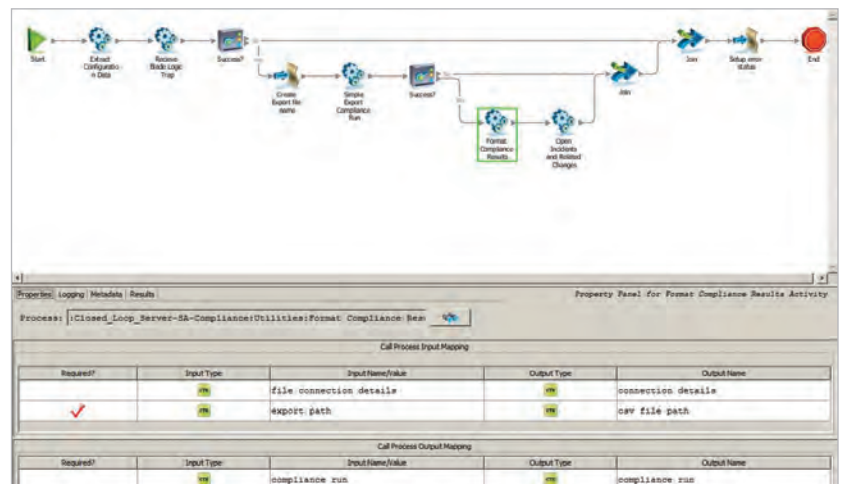 Start
Extract
Configuratio
n Data
Recieve
Blade Logic
Trap
Success?
Create
Export file
name
Simple
Export
Compliance
Run
Success?
Yes
Format
Compliance
Results
Open
Incidents
and Related
Changes
Join
Join
Setup error
status
End
Properties Logging Metadata Results
Property Panel for Format Compliance Results Activity
Process: :Closed_Loop_Server-SA-Compliance:Utilities:Format Compliance Res
Call Process Input Mapping
Required? Input Type Input Name/Value Output Type Output Name
file connection details connection details
export path csv file path
Call Process Output Mapping
Required? Input Type Input Name/Value Output Type Output Name
compliance run compliance run